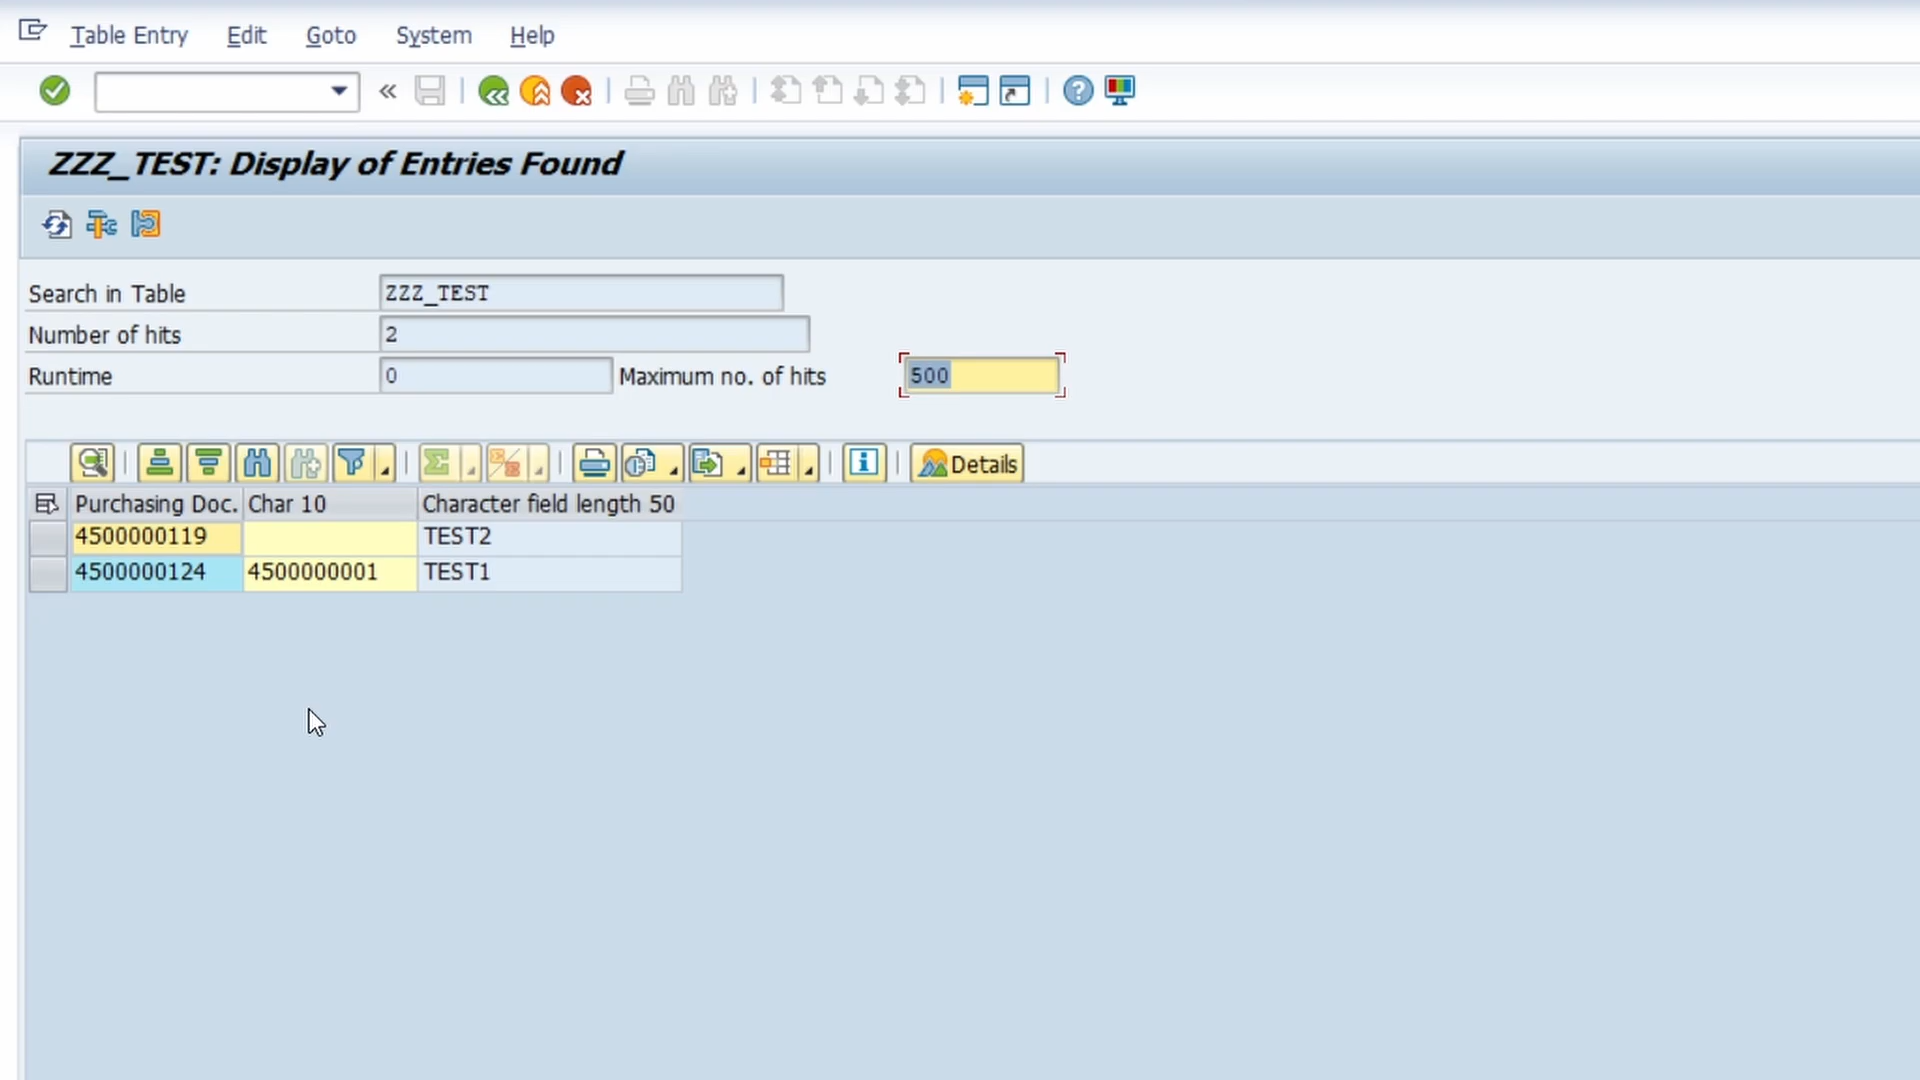 Table Entry Edit Goto System Help
ZZZ_TEST: Display of Entries Found
Search in Table ZZZ_TEST
Number of hits 2
Runtime 0 Maximum no. of hits 500
Details
Purchasing Doc. Char 10 Character field length 50
4500000119 TEST2
4500000124 4500000001 TEST1